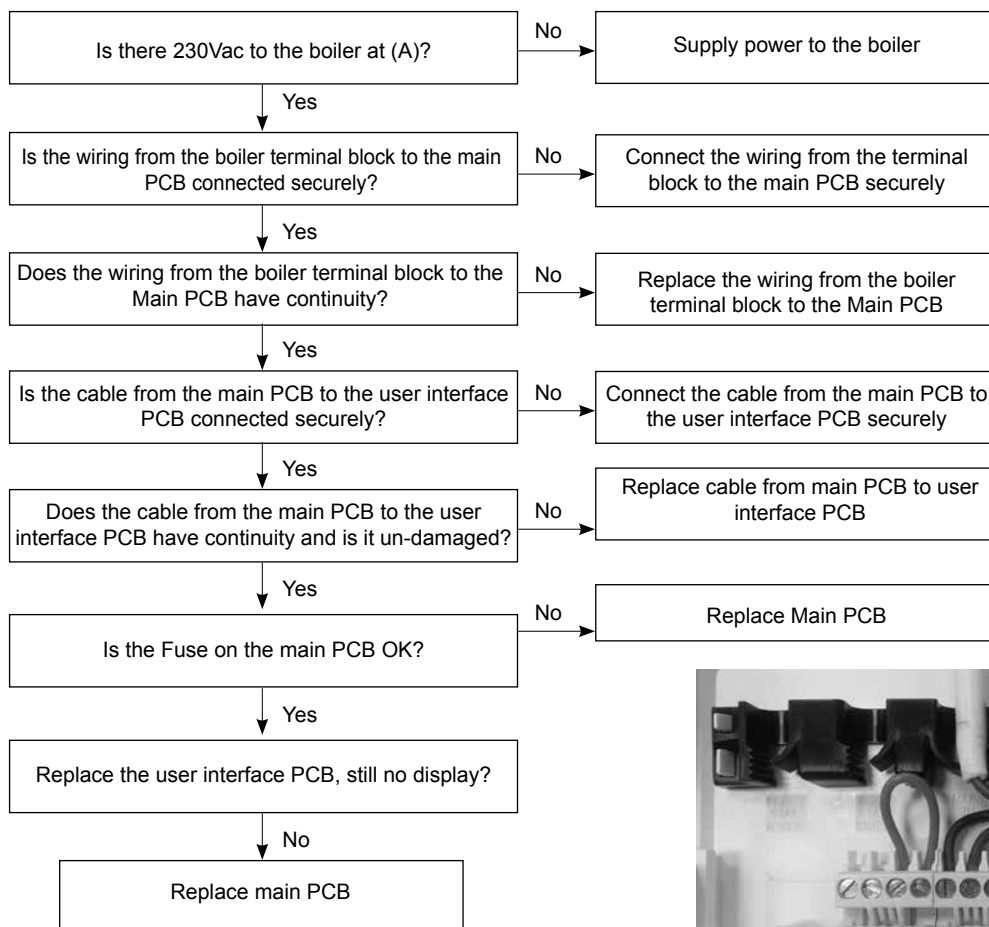 Is there 230Vac to the boiler at (A)?
No
Supply power to the boiler
Yes
Is the wiring from the boiler terminal block to the main
PCB connected securely?
No
Connect the wiring from the terminal
block to the main PCB securely
Yes
Does the wiring from the boiler terminal block to the
Main PCB have continuity?
No
Replace the wiring from the boiler
terminal block to the Main PCB
Yes
Is the cable from the main PCB to the user interface
PCB connected securely?
No
Connect the cable from the main PCB to
the user interface PCB securely
Yes
Does the cable from the main PCB to the user
interface PCB have continuity and is it un-damaged?
No
Replace cable from main PCB to user
interface PCB
Yes
Is the Fuse on the main PCB OK?
No
Replace Main PCB
Yes
Replace the user interface PCB, still no display?
No
Replace main PCB